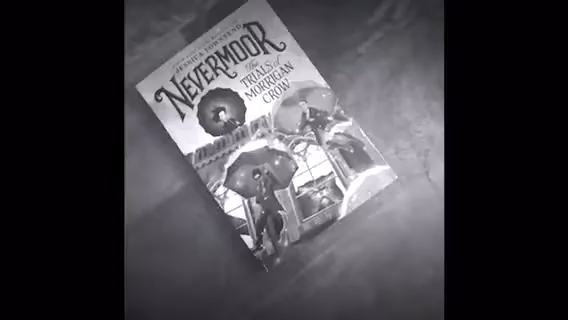 JESSICA TOWNSEND
NEVERMOOR
The
TRIALS of
MORRIGAN
CROW